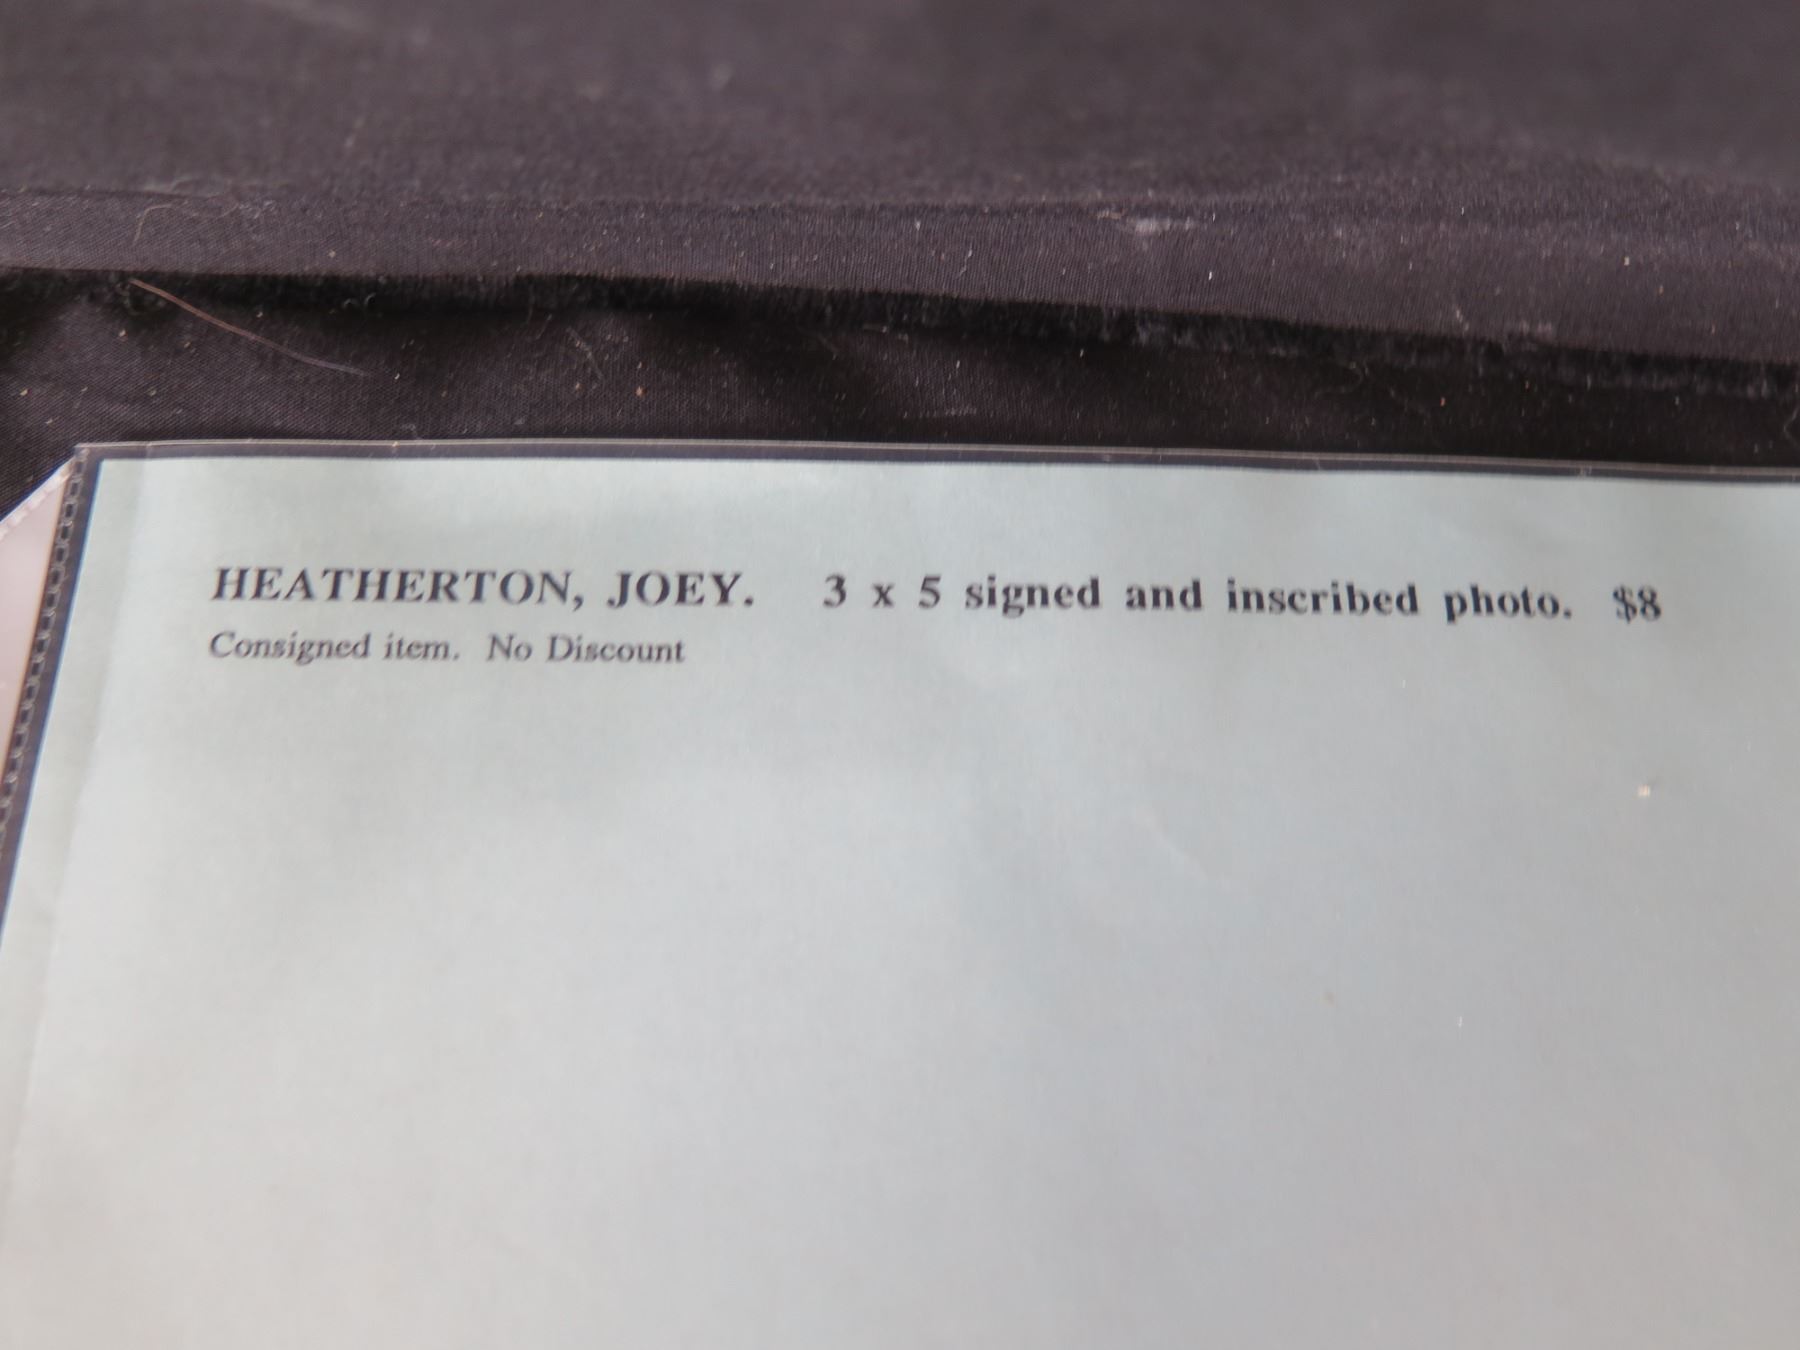 HEATHERTON, JOEY. 3 x 5 signed and inscribed photo. $8
Consigned item. No Discount